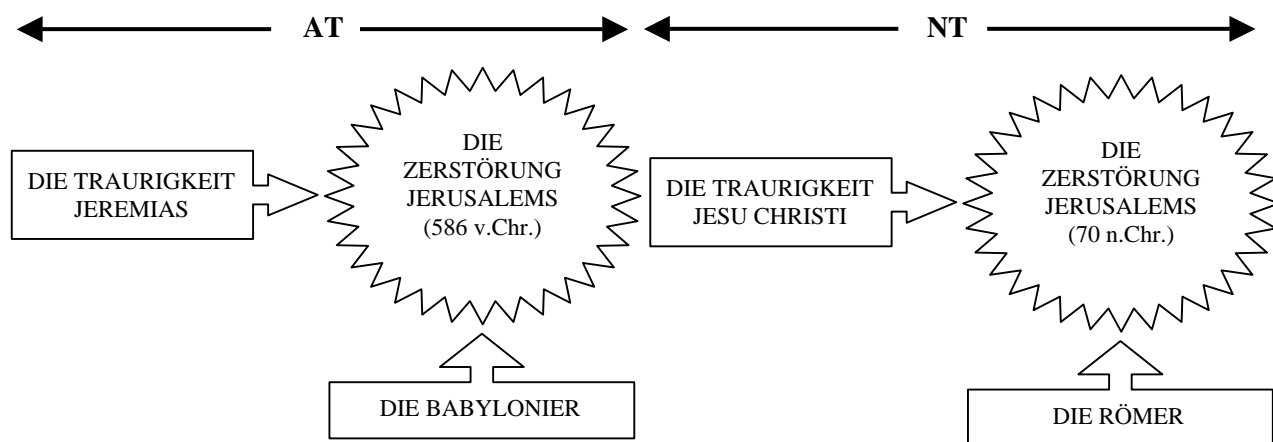 AT
NT
DIE TRAURIGKEIT
JEREMIAS
DIE
ZERSTÖRUNG
JERUSALEMS
(586 v.Chr.)
DIE TRAURIGKEIT
JESU CHRISTI
DIE
ZERSTÖRUNG
JERUSALEMS
(70 n.Chr.)
DIE BABYLONIER
DIE RÖMER